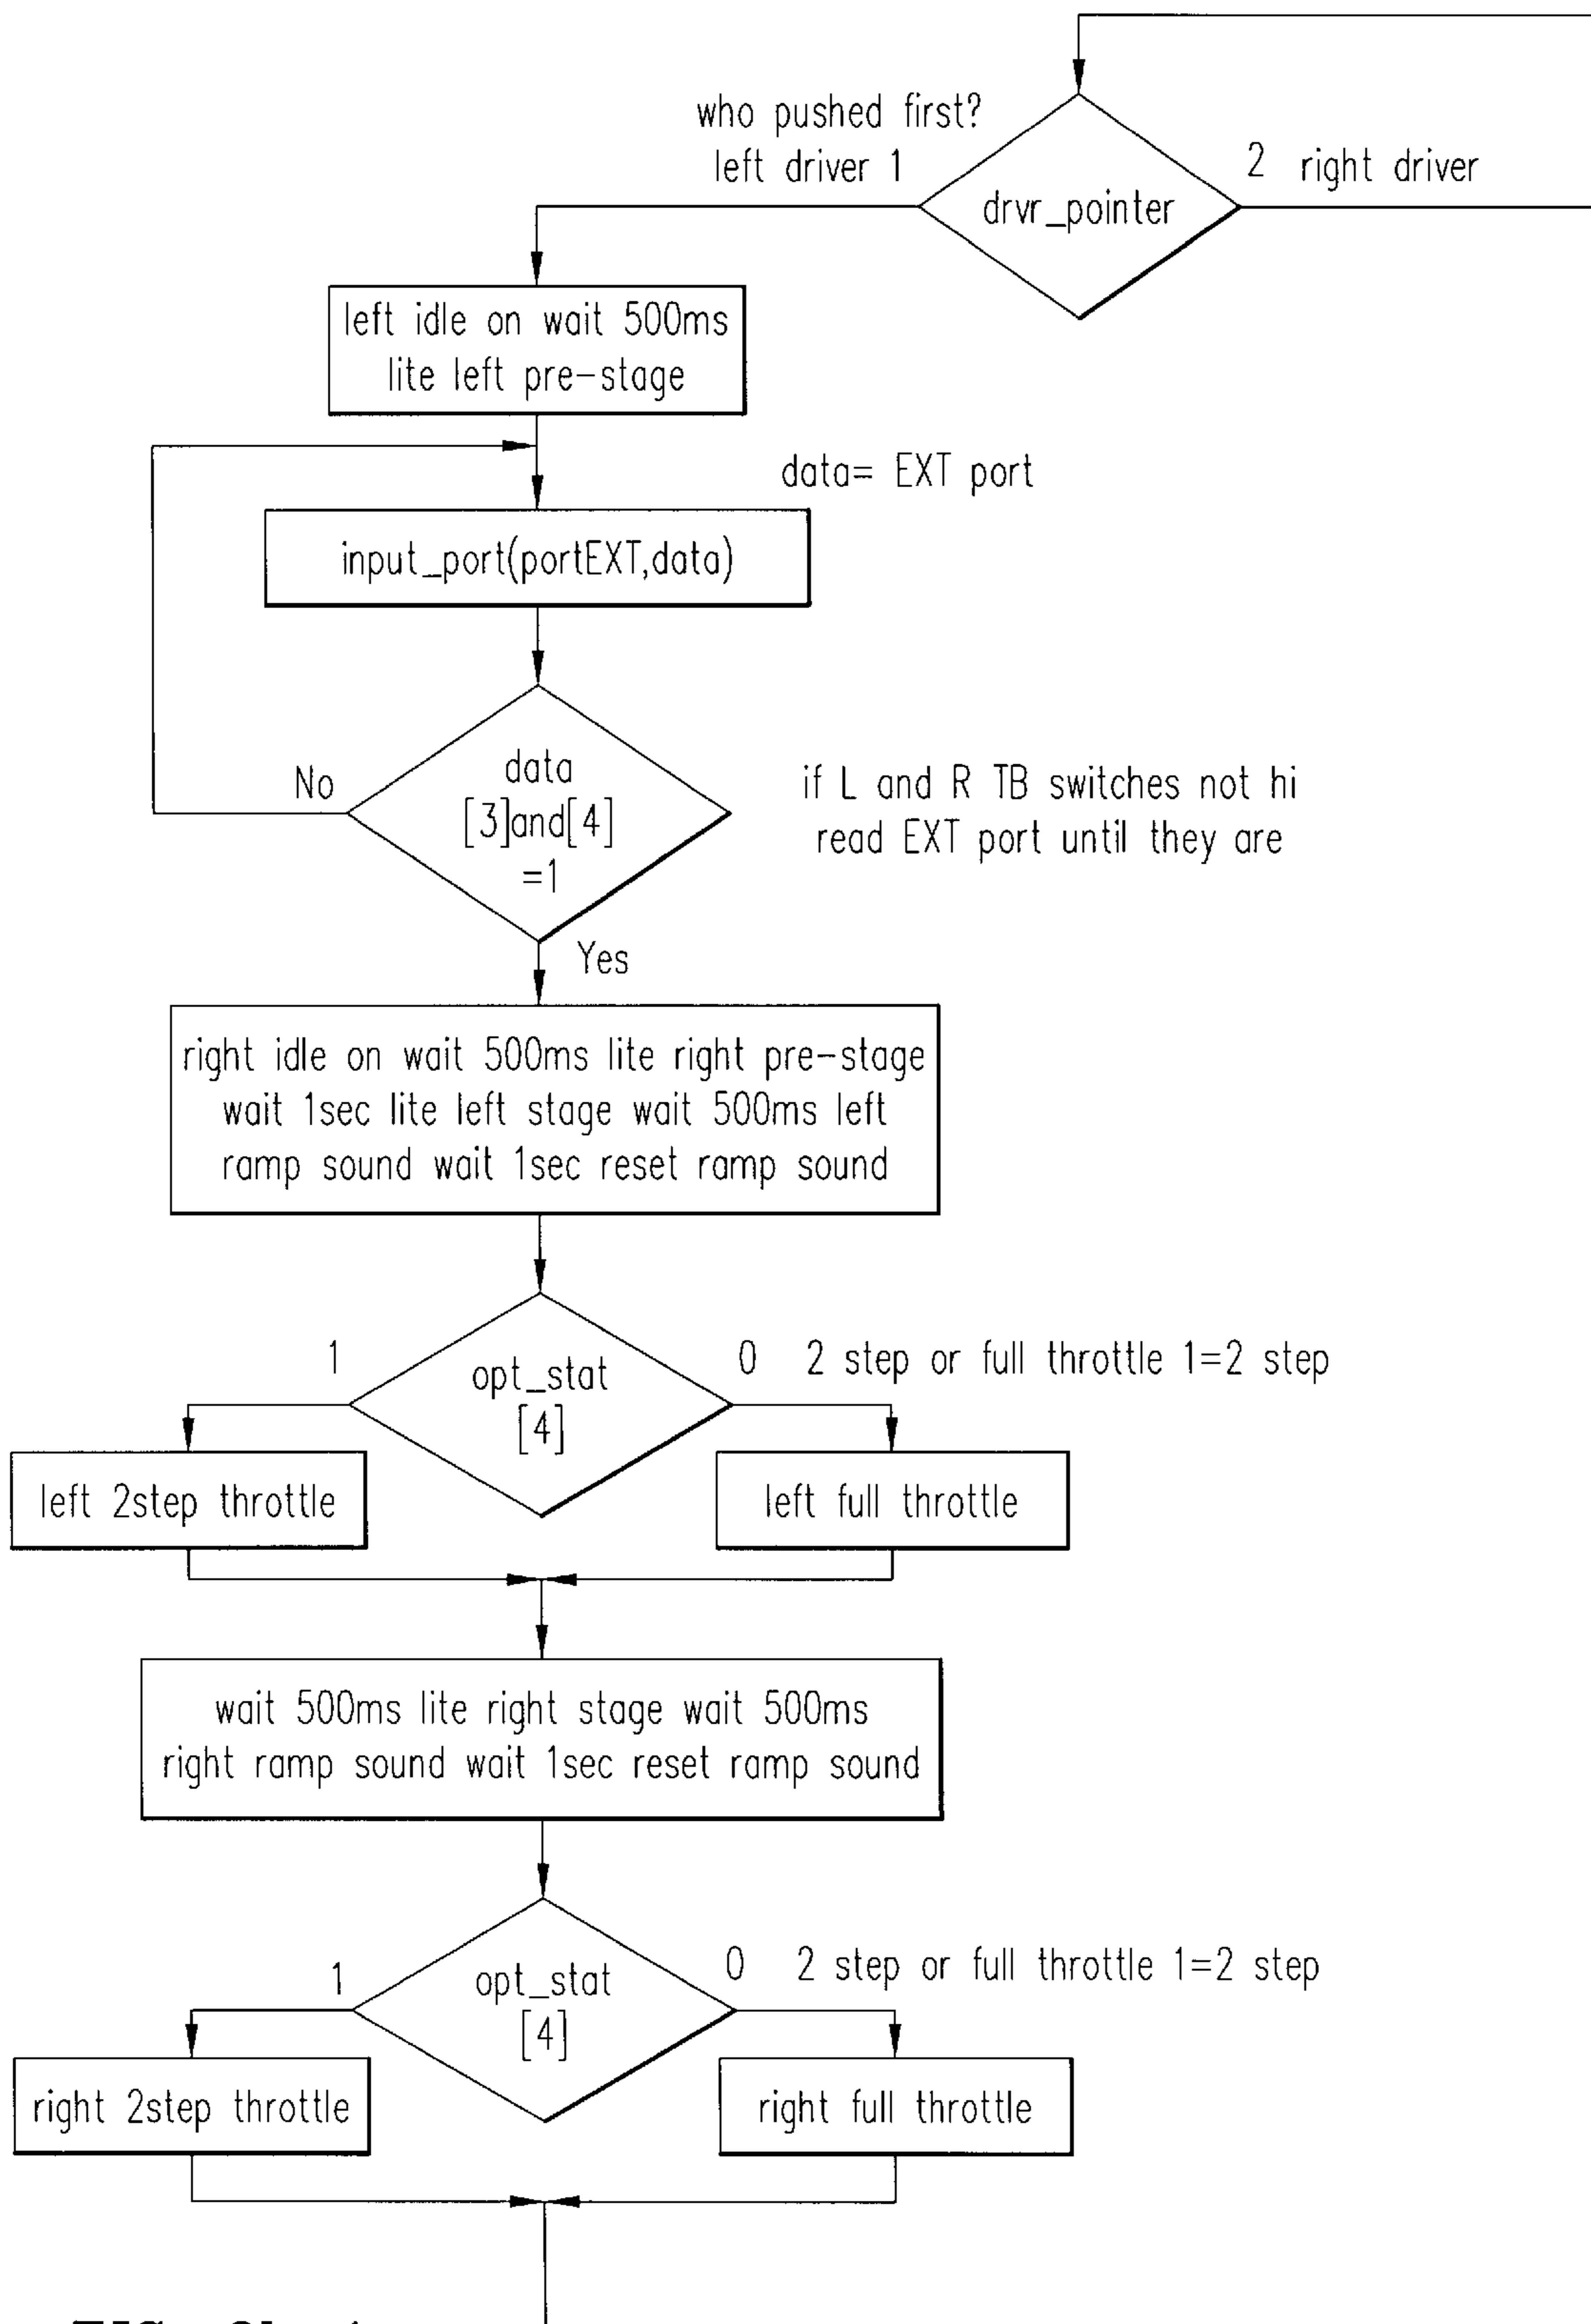 who pushed first?
left driver 1
2 right driver
drvr_pointer
left idle on wait 500ms
lite left pre-stage
data= EXT port
input_port(portEXT,data)
No
data
[3]and[4]
=1
if L and R TB switches not hi
read EXT port until they are
Yes
right idle on wait 500ms lite right pre-stage
wait 1sec lite left stage wait 500ms left
ramp sound wait 1sec reset ramp sound
1
opt_stat
[4]
0 2 step or full throttle 1=2 step
left 2step throttle
left full throttle
wait 500ms lite right stage wait 500ms
right ramp sound wait 1sec reset ramp sound
1
opt_stat
[4]
0 2 step or full throttle 1=2 step
right 2step throttle
right full throttle